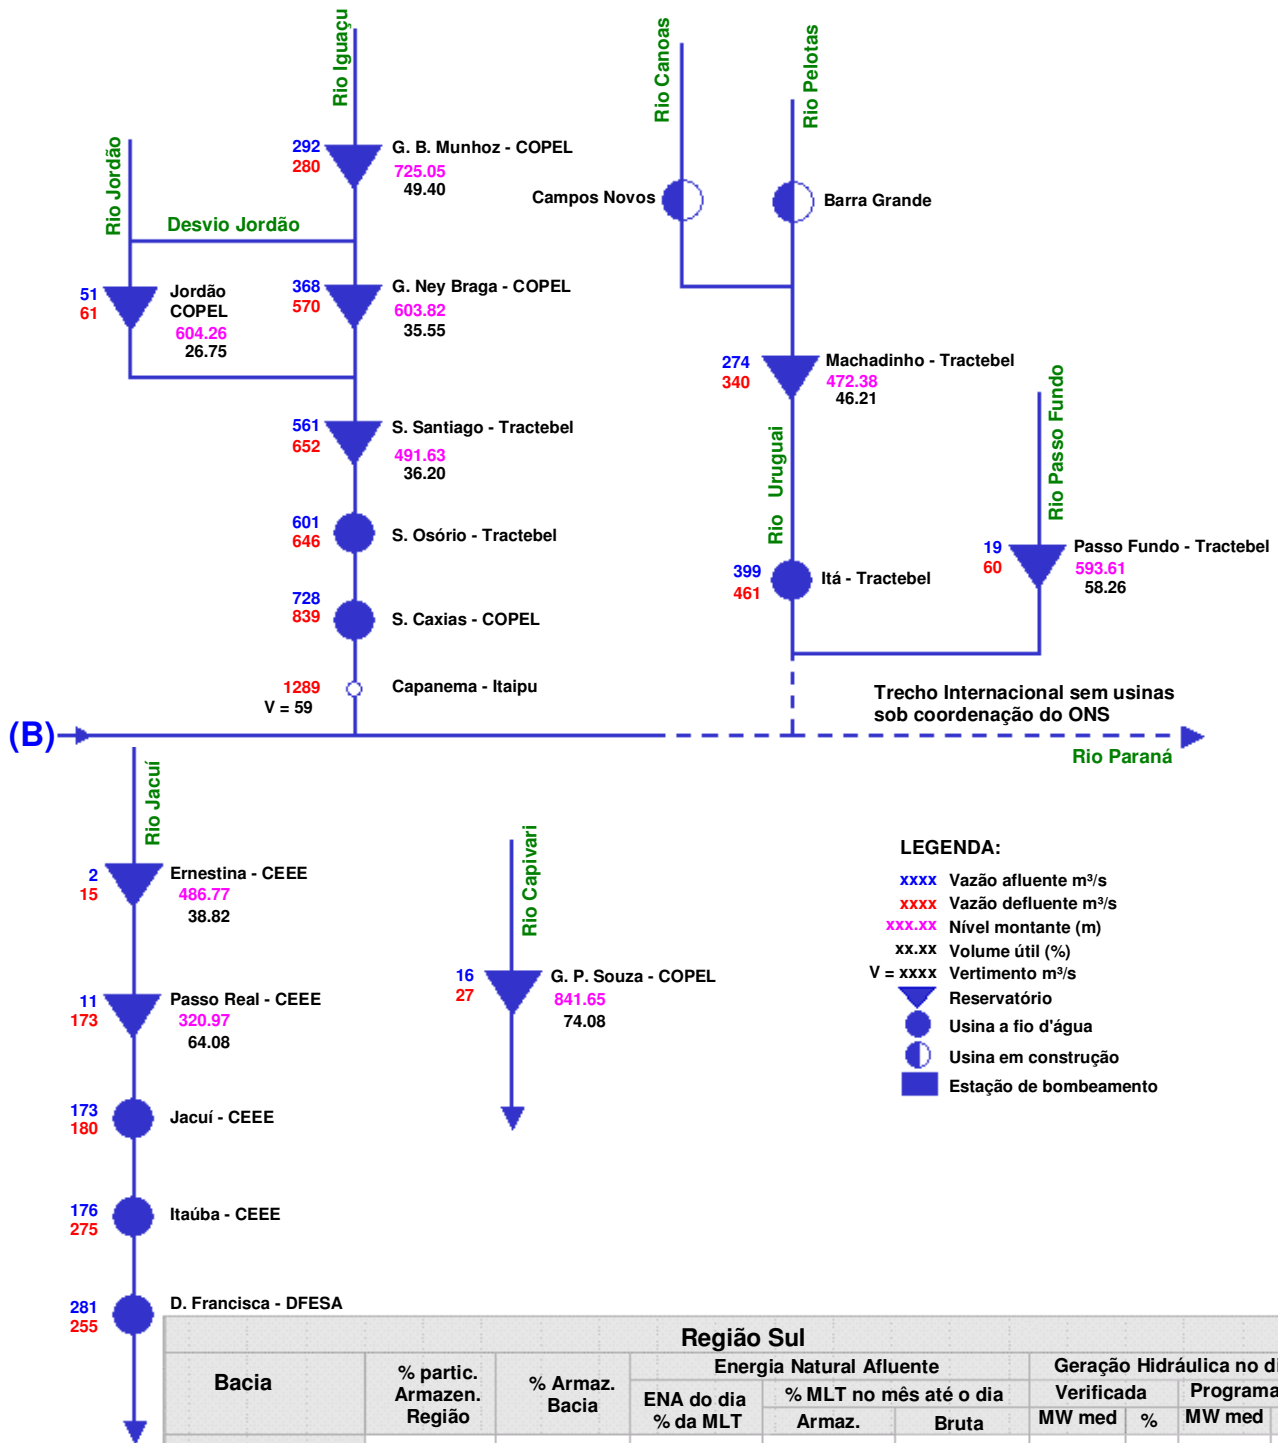 Rio Iguaçu
Rio Canoas
Rio Pelotas
Rio Jordão
292
280
G. B. Munhoz - COPEL
725.05
49.40
Campos Novos
Barra Grande
Desvio Jordão
51
61
Jordão
COPEL
604.26
26.75
368
570
G. Ney Braga - COPEL
603.82
35.55
274
340
Machadinho - Tractebel
472.38
46.21
Rio Passo Fundo
561
652
S. Santiago - Tractebel
491.63
36.20
Rio Uruguai
601
646
S. Osório - Tractebel
19
60
Passo Fundo - Tractebel
593.61
58.26
399
461
Itá - Tractebel
728
839
S. Caxias - COPEL
1289
V = 59
Capanema - Itaipu
Trecho Internacional sem usinas
sob coordenação do ONS
(B)
Rio Paraná
Rio Jacuí
Rio Capivari
2
15
Ernestina - CEEE
486.77
38.82
11
173
Passo Real - CEEE
320.97
64.08
16
27
G. P. Souza - COPEL
841.65
74.08
LEGENDA:
xxxx Vazão afluente m³/s
xxxx Vazão defluente m³/s
xxx.xx Nível montante (m)
xx.xx Volume útil (%)
V = xxxx Vertimento m³/s
Reservatório
Usina a fio d'água
Usina em construção
Estação de bombeamento
173
180
Jacuí - CEEE
176
275
Itaúba - CEEE
281
255
D. Francisca - DFESA
Região Sul
Bacia
% partic.
Armazen.
Região
% Armaz.
Bacia
Energia Natural Afluente
ENA do dia
% da MLT
% MLT no mês até o dia
Armaz.
Bruta
Geração Hidráulica no di
Verificada
Programa
MW med
%
MW med